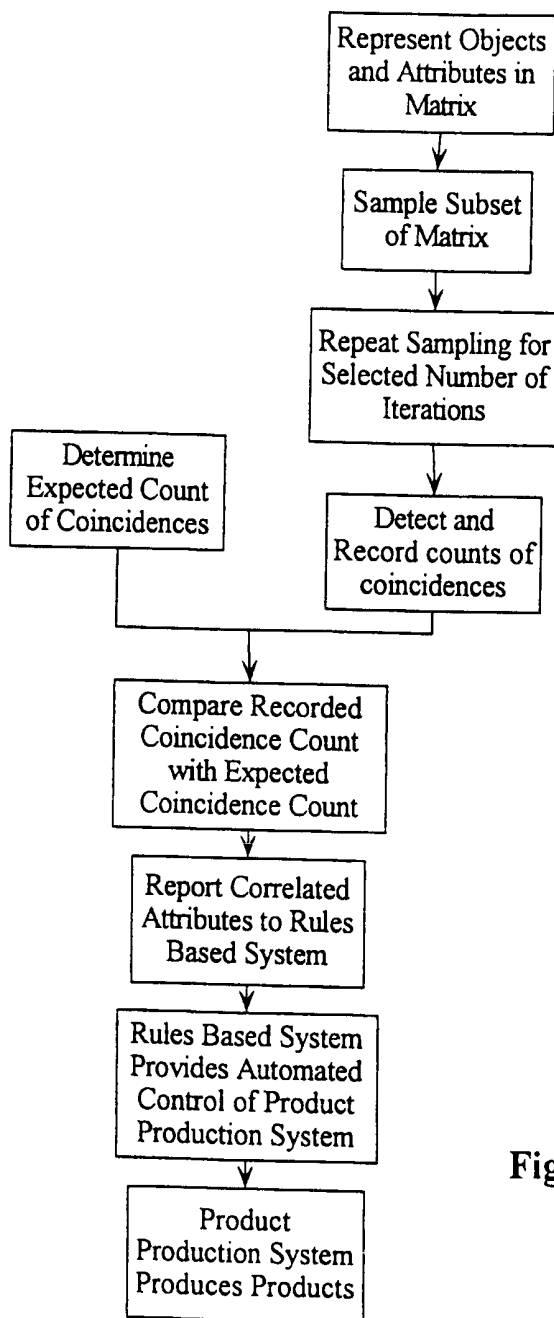 Represent Objects
and Attributes in
Matrix
Sample Subset
of Matrix
Repeat Sampling for
Selected Number of
Iterations
Determine
Expected Count
of Coincidences
Detect and
Record counts of
coincidences
Compare Recorded
Coincidence Count
with Expected
Coincidence Count
Report Correlated
Attributes to Rules
Based System
Rules Based System
Provides Automated
Control of Product
Production System
Product
Production System
Produces Products
Fig